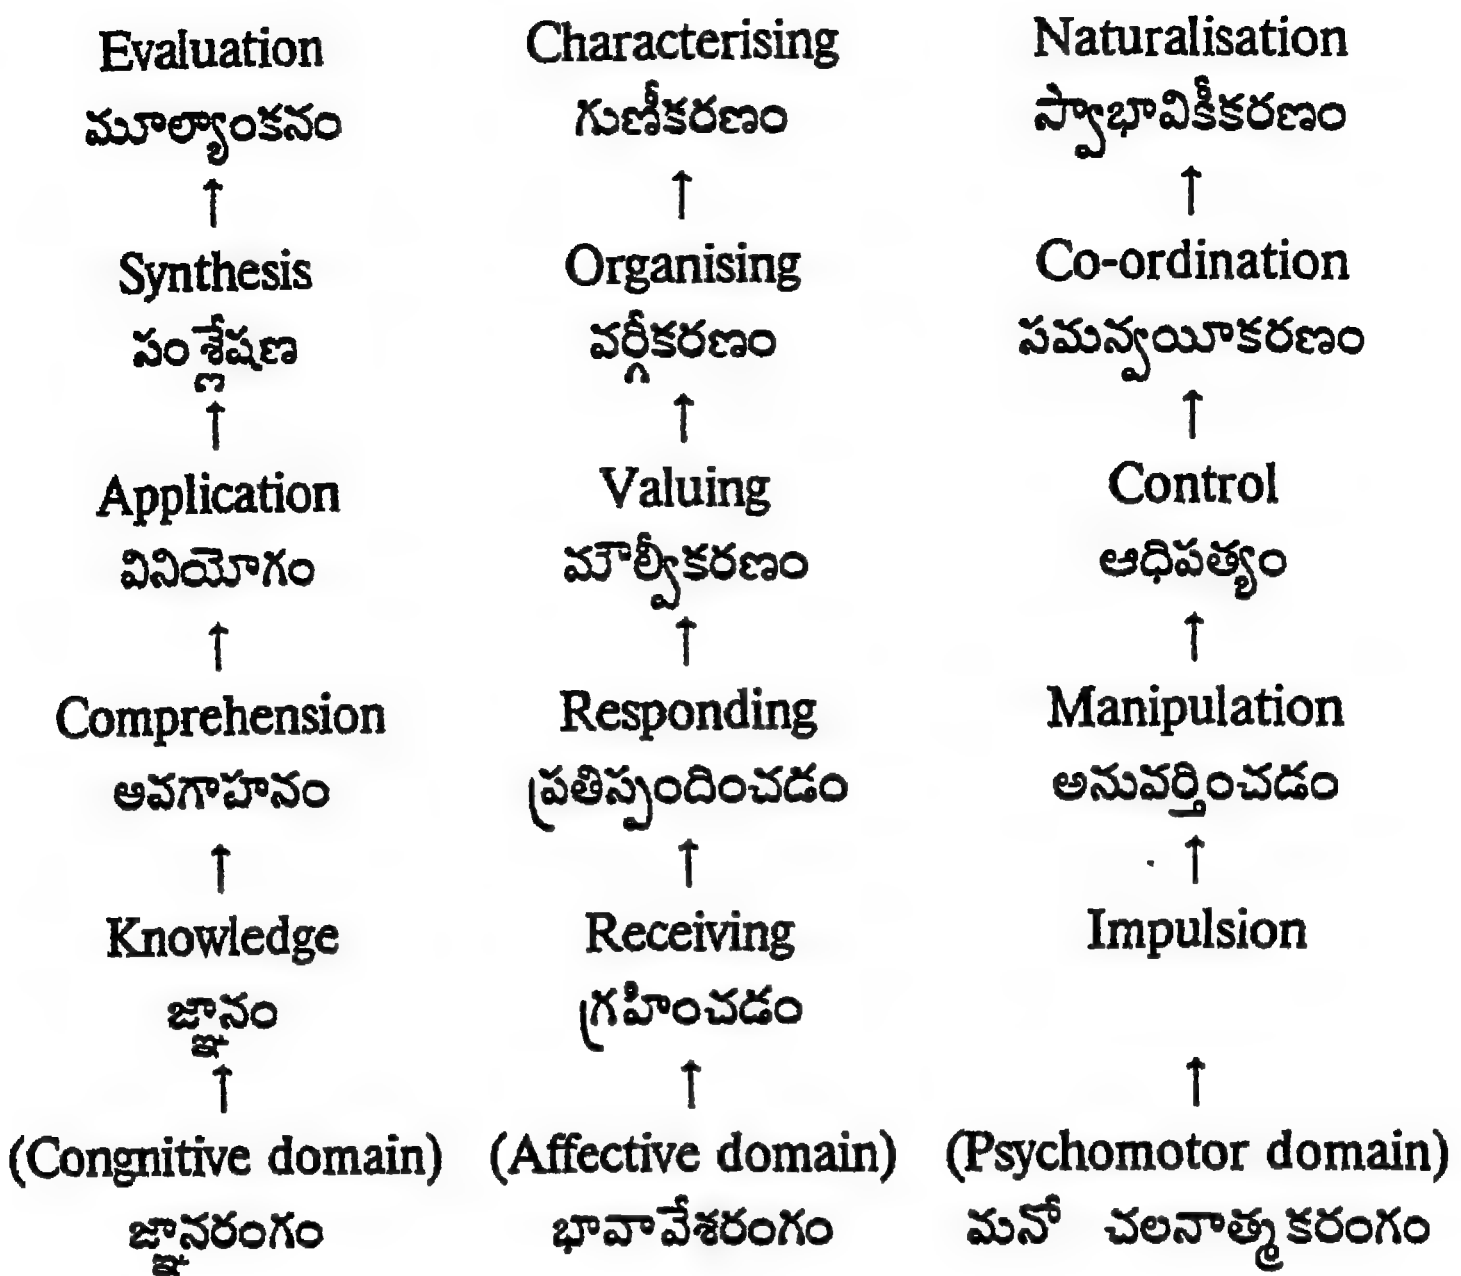 Evaluation Characterising Naturalisation
మూల్యాంకనం గుణీకరణం స్వాభావికీకరణం
↑ ↑ ↑
Synthesis Organising Co-ordination
సంశ్లేషణ వర్గీకరణం సమన్వయీకరణం
↑ ↑ ↑
Application Valuing Control
వినియోగం మౌల్వీకరణం ఆధిపత్యం
↑ ↑ ↑
Comprehension Responding Manipulation
అవగాహనం ప్రతిస్పందించడం అనువర్తించడం
↑ ↑ ↑
Knowledge Receiving Impulsion
జ్ఞానం గ్రహించడం
↑ ↑ ↑
(Congnitive domain) (Affective domain) (Psychomotor domain)
జ్ఞానరంగం భావావేశరంగం మనో చలనాత్మకరంగం